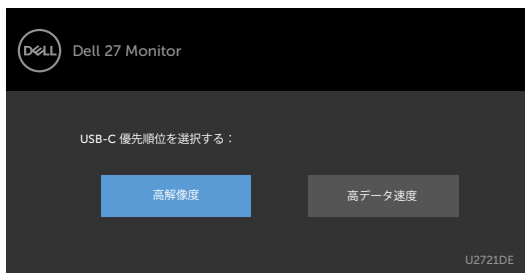 DELL
Dell 27 Monitor
USB-C 優先順位を選択する：
高解像度
高データ速度
U2721DE